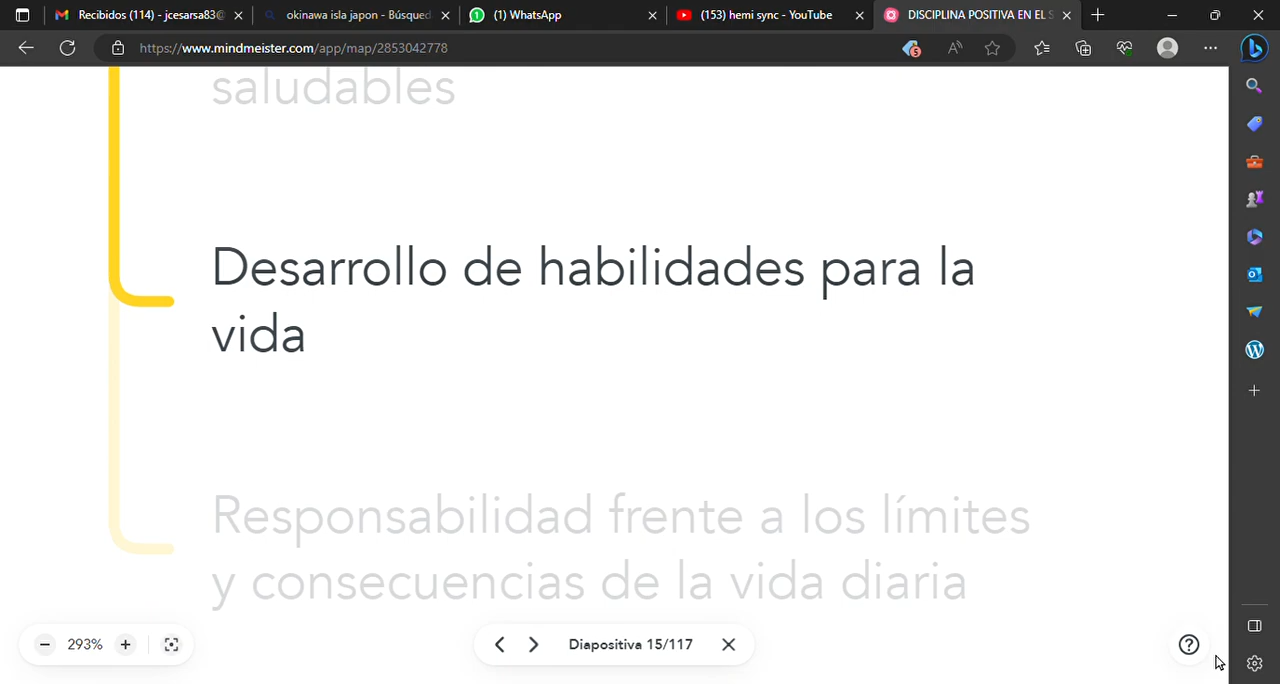 Recibidos (114) - jcesarsa83@
okinawa isla japon - Búsqued
(1) WhatsApp
(153) hemi sync - YouTube
DISCIPLINA POSITIVA EN EL S
https://www.mindmeister.com/app/map/2853042778
5
saludables
Desarrollo de habilidades para la
vida
Responsabilidad frente a los límites
y consecuencias de la vida diaria
293%
Diapositiva 15/117